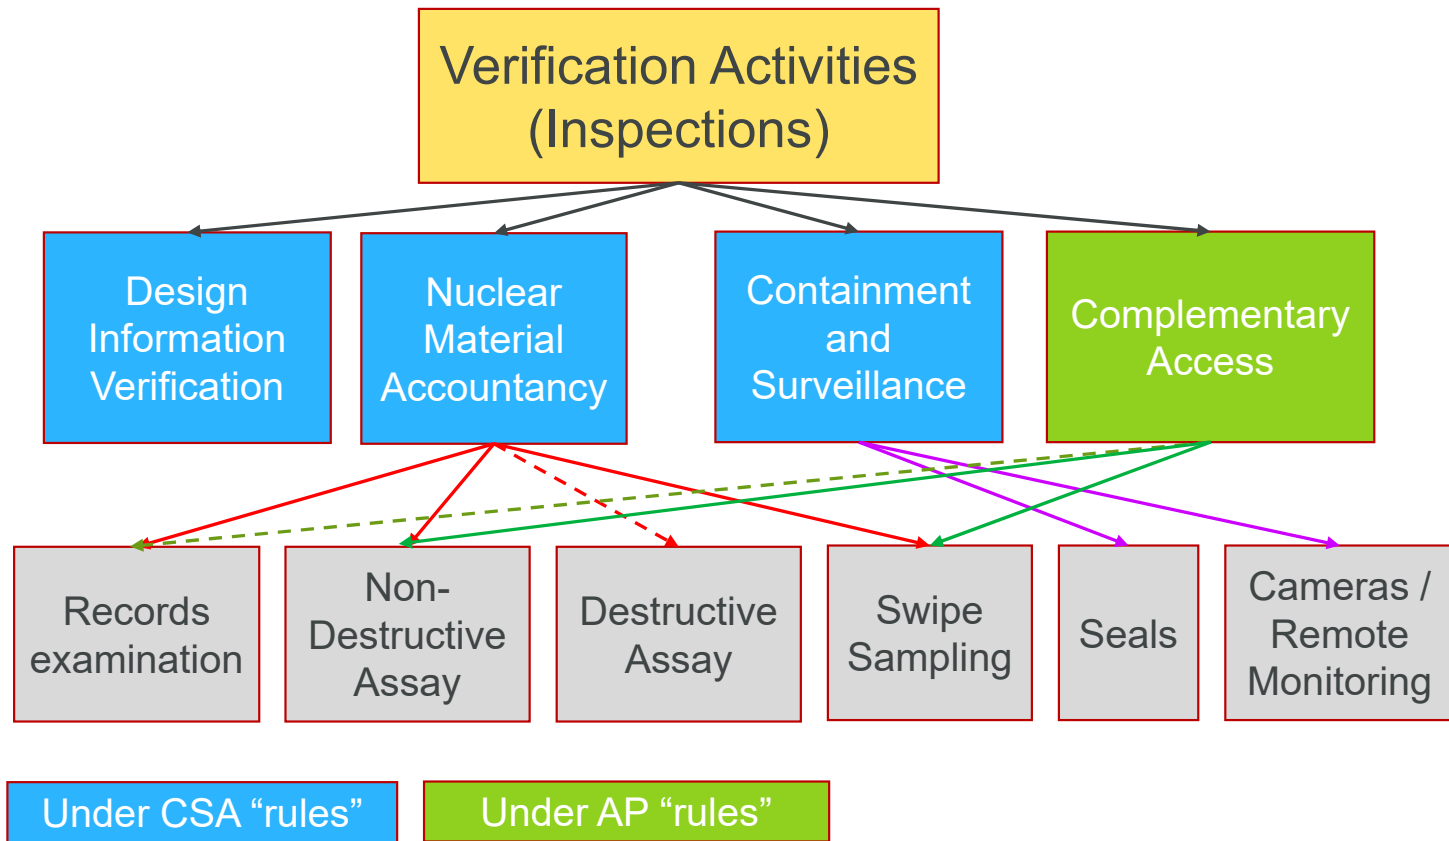 Verification Activities
(Inspections)
Design
Information
Verification
Nuclear
Material
Accountancy
Containment
and
Surveillance
Complementary
Access
Records
examination
Non-
Destructive
Assay
Destructive
Assay
Swipe
Sampling
Seals
Cameras /
Remote
Monitoring
Under CSA “rules”
Under AP “rules”